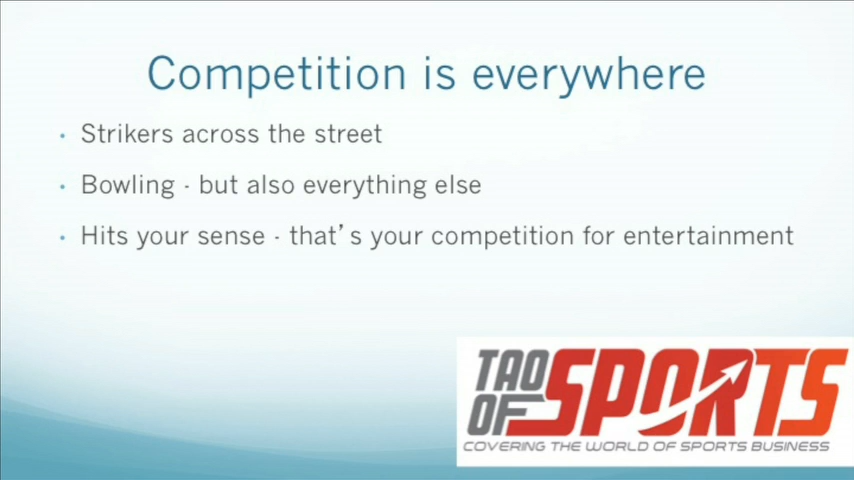 Competition is everywhere
• Strikers across the street
• Bowling - but also everything else
• Hits your sense - that's your competition for entertainment
TAO OF SPORTS
COVERING THE WORLD OF SPORTS BUSINESS